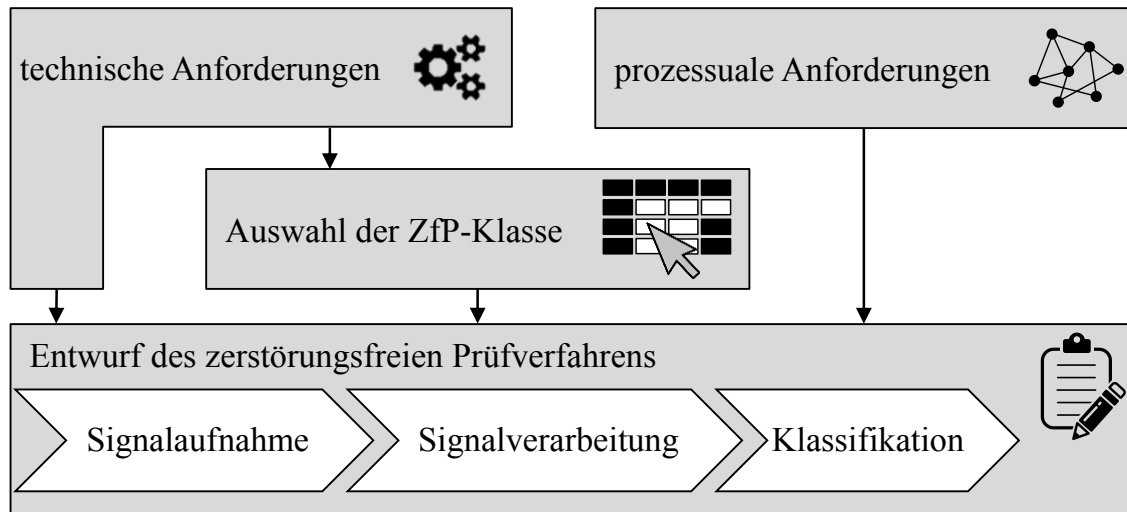 technische Anforderungen
prozessuale Anforderungen
Auswahl der ZfP-Klasse
Entwurf des zerstörungsfreien Prüfverfahrens
Signalaufnahme
Signalverarbeitung
Klassifikation